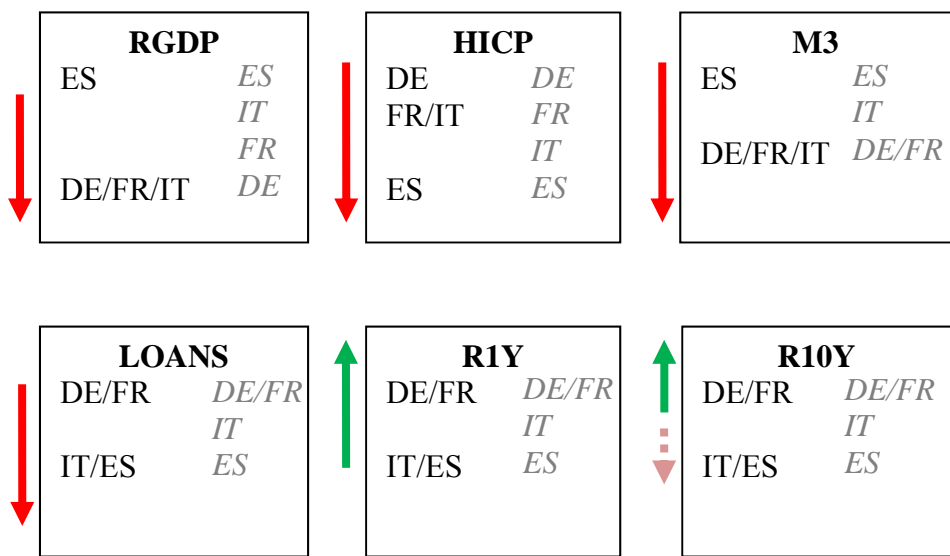 RGDP
ES ES
IT
FR
DE/FR/IT DE
HICP
DE DE
FR/IT FR
IT
ES ES
M3
ES ES
IT
DE/FR/IT DE/FR
LOANS
DE/FR DE/FR
IT
IT/ES ES
R1Y
DE/FR DE/FR
IT
IT/ES ES
R10Y
DE/FR DE/FR
IT
IT/ES ES